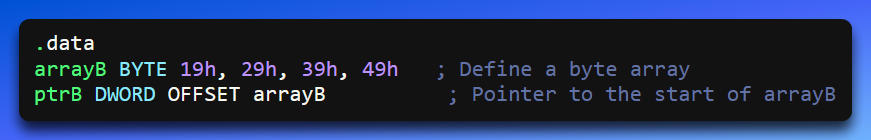 .data
arrayB BYTE 19h, 29h, 39h, 49h   ; Define a byte array
ptrB DWORD OFFSET arrayB          ; Pointer to the start of arrayB